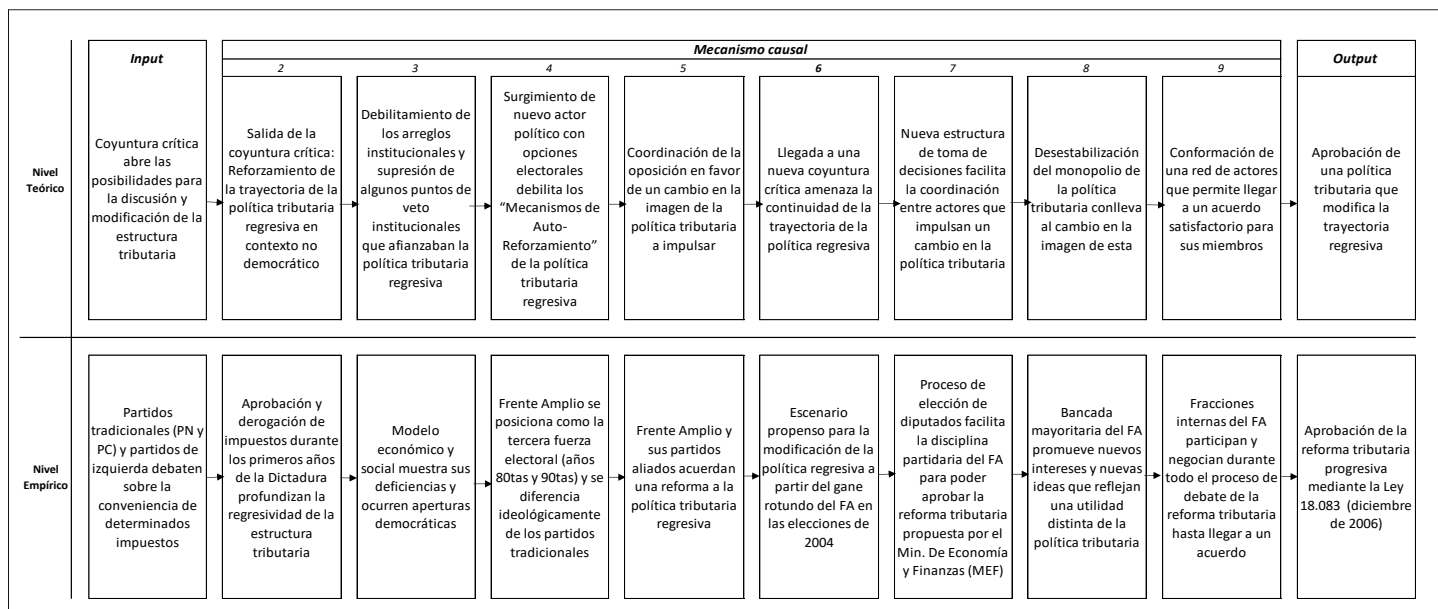 Input
Mecanismo causal
Output
2
3
4
5
6
7
8
9
Nivel
Teórico
Coyuntura crítica
abre las
posibilidades para
la discusión y
modificación de la
estructura
tributaria
Salida de la
coyuntura crítica:
Reforzamiento de
la trayectoria de la
política tributaria
regresiva en
contexto no
democrático
Debilitamiento de
los arreglos
institucionales y
supresión de
algunos puntos de
veto
institucionales
que afianzaban la
política tributaria
regresiva
Surgimiento de
nuevo actor
político con
opciones
electorales
debilita los
“Mecanismos de
Auto-
Reforzamiento”
de la política
tributaria
regresiva
Coordinación de la
oposición en favor
de un cambio en la
imagen de la
política tributaria
a impulsar
Llegada a una
nueva coyuntura
crítica amenaza la
continuidad de la
trayectoria de la
política regresiva
Nueva estructura
de toma de
decisiones facilita
la coordinación
entre actores que
impulsan un
cambio en la
política tributaria
Desestabilización
del monopolio de
la política
tributaria conlleva
al cambio en la
imagen de esta
Conformación de
una red de actores
que permite llegar
a un acuerdo
satisfactorio para
sus miembros
Aprobación de
una política
tributaria que
modifica la
trayectoria
regresiva
Nivel
Empírico
Partidos
tradicionales (PN y
PC) y partidos de
izquierda debaten
sobre la
conveniencia de
determinados
impuestos
Aprobación y
derogación de
impuestos durante
los primeros años
de la Dictadura
profundizan la
regresividad de la
estructura
tributaria
Modelo
económico y
social muestra sus
deficiencias y
ocurren aperturas
democráticas
Frente Amplio se
posiciona como la
tercera fuerza
electoral (años
80tas y 90tas) y se
diferencia
ideológicamente
de los partidos
tradicionales
Frente Amplio y
sus partidos
aliados acuerdan
una reforma a la
política tributaria
regresiva
Escenario
propenso para la
modificación de la
política regresiva a
partir del gane
rotundo del FA en
las elecciones de
2004
Proceso de
elección de
diputados facilita
la disciplina
partidaria del FA
para poder
aprobar la
reforma tributaria
propuesta por el
Min. De Economía
y Finanzas (MEF)
Bancada
mayoritaria del FA
promueve nuevos
intereses y nuevas
ideas que reflejan
una utilidad
distinta de la
política tributaria
Fracciones
internas del FA
participan y
negocian durante
todo el proceso de
debate de la
reforma tributaria
hasta llegar a un
acuerdo
Aprobación de la
reforma tributaria
progresiva
mediante la Ley
18.083 (diciembre
de 2006)